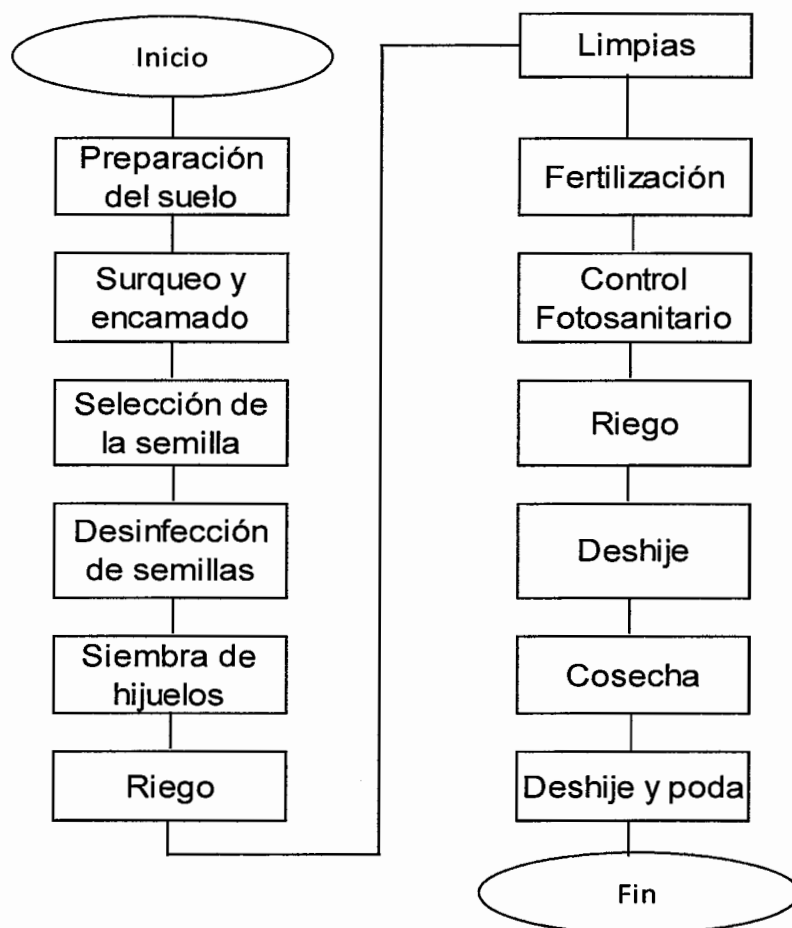 Inicio
Preparación
del suelo
Surqueo y
encamado
Selección de
la semilla
Desinfección
de semillas
Siembra de
hijuelos
Riego
Limpias
Fertilización
Control
Fotosanitario
Riego
Deshije
Cosecha
Deshije y poda
Fin